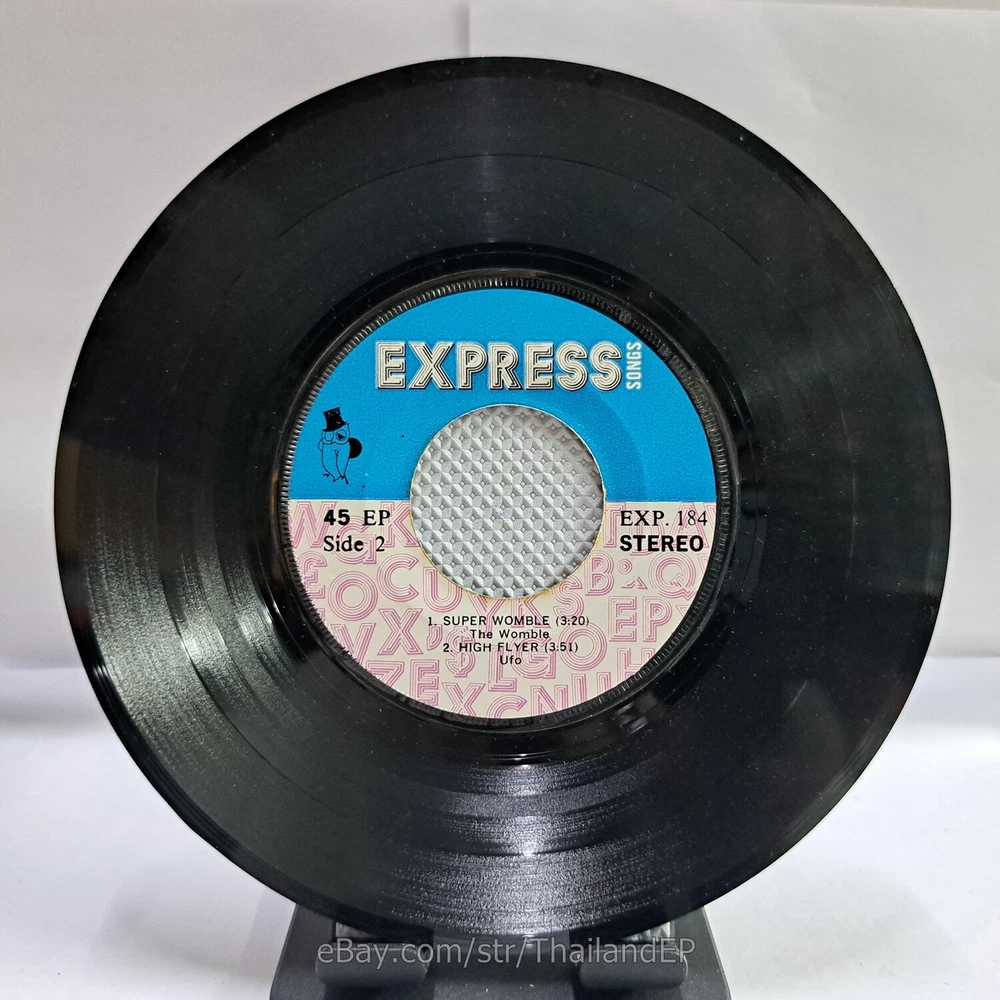 EXPRESS SONGS
45 EP
Side 2
EXP. 184
STEREO
1. SUPER WOMBLE (3:20)
The Womble
2. HIGH FLYER (3:51)
Ufo
eBay.com/str/ThailandEP